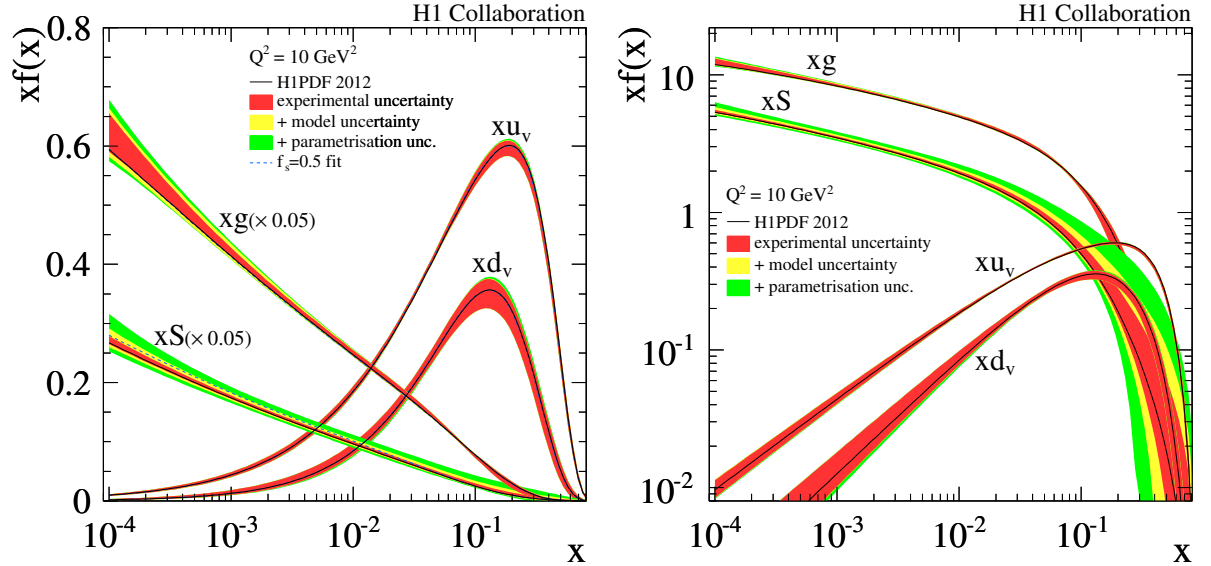 H1 Collaboration
xf(x)
0.8
0.6
0.4
0.2
0
Q² = 10 GeV²
H1PDF 2012
experimental uncertainty
+ model uncertainty
+ parametrisation unc.
f_s=0.5 fit
xu_v
xg(× 0.05)
xd_v
xS(× 0.05)
10⁻⁴ 10⁻³ 10⁻² 10⁻¹ x
H1 Collaboration
xf(x)
10
1
10⁻¹
10⁻²
xg
xS
Q² = 10 GeV²
H1PDF 2012
experimental uncertainty
+ model uncertainty
+ parametrisation unc.
xu_v
xd_v
10⁻⁴ 10⁻³ 10⁻² 10⁻¹ x